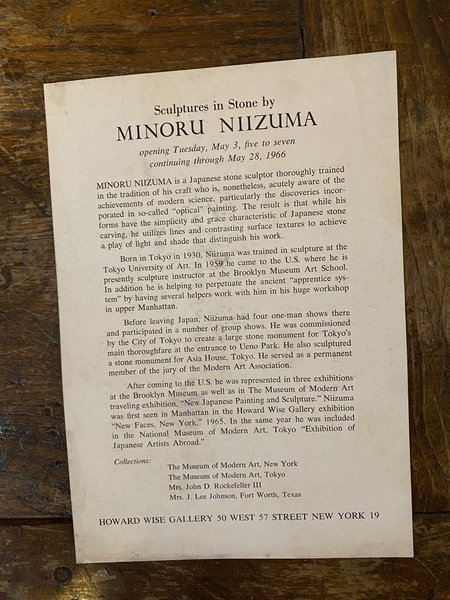 Sculptures in Stone by
MINORU NIIZUMA
opening Tuesday, May 3, five to seven
continuing through May 28, 1966
MINORU NIIZUMA is a Japanese stone sculptor thoroughly trained
in the tradition of his craft who is, nonetheless, acutely aware of the
achievements of modern science, particularly the discoveries incor-
porated in so-called "optical" painting. The result is that while his
forms have the simplicity and grace characteristic of Japanese stone
carving, he utilizes lines and contrasting surface textures to achieve
a play of light and shade that distinguish his work.
Born in Tokyo in 1930, Niizuma was trained in sculpture at the
Tokyo University of Art. In 1959 he came to the U.S. where he is
presently sculpture instructor at the Brooklyn Museum Art School.
In addition he is helping to perpetuate the ancient "apprentice sys-
tem" by having several helpers work with him in his huge workshop
in upper Manhattan.
Before leaving Japan, Niizuma had four one-man shows there
and participated in a number of group shows. He was commissioned
by the City of Tokyo to create a large stone monument for Tokyo's
main thoroughfare at the entrance to Ueno Park. He also sculptured
a stone monument for Asia House, Tokyo. He served as a permanent
member of the jury of the Modern Art Association.
After coming to the U.S. he was represented in three exhibitions
at the Brooklyn Museum as well as in The Museum of Modern Art
traveling exhibition, "New Japanese Painting and Sculpture." Niizuma
was first seen in Manhattan in the Howard Wise Gallery exhibition
"New Faces, New York," 1965. In the same year he was included
in the National Museum of Modern Art, Tokyo "Exhibition of
Japanese Artists Abroad."
Collections:
The Museum of Modern Art, New York
The Museum of Modern Art, Tokyo
Mrs. John D. Rockefeller III
Mrs. J. Lee Johnson, Fort Worth, Texas
HOWARD WISE GALLERY 50 WEST 57 STREET NEW YORK 19